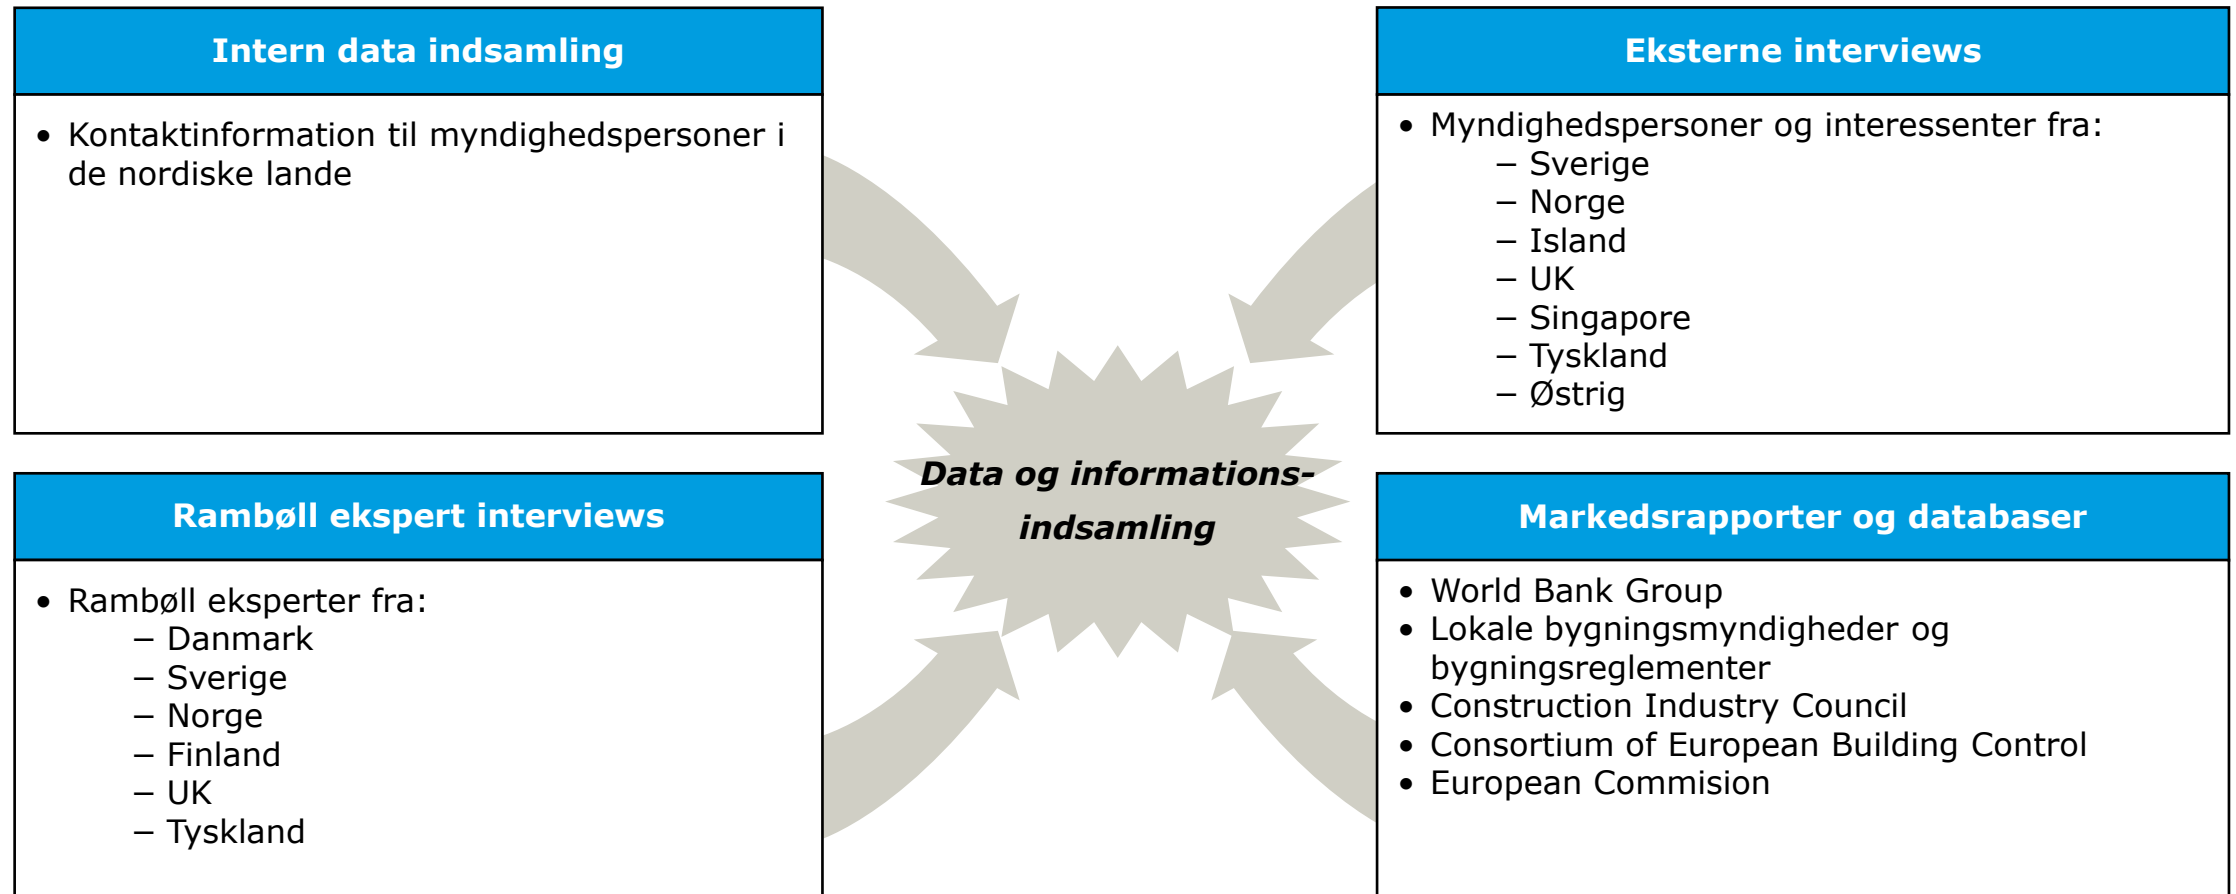 Intern data indsamling
• Kontaktinformation til myndighedspersoner i
de nordiske lande
Eksterne interviews
• Myndighedspersoner og interessenter fra:
– Sverige
– Norge
– Island
– UK
– Singapore
– Tyskland
– Østrig
Data og informations-
indsamling
Rambøll ekspert interviews
• Rambøll eksperter fra:
– Danmark
– Sverige
– Norge
– Finland
– UK
– Tyskland
Markedsrapporter og databaser
• World Bank Group
• Lokale bygningsmyndigheder og
bygningsreglementer
• Construction Industry Council
• Consortium of European Building Control
• European Commision